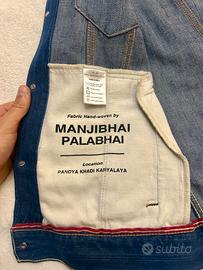 Fabric Hand-woven by
MANJIBHAI
PALABHAI
Location
PANDYA KHADI KARYALAYA
subito